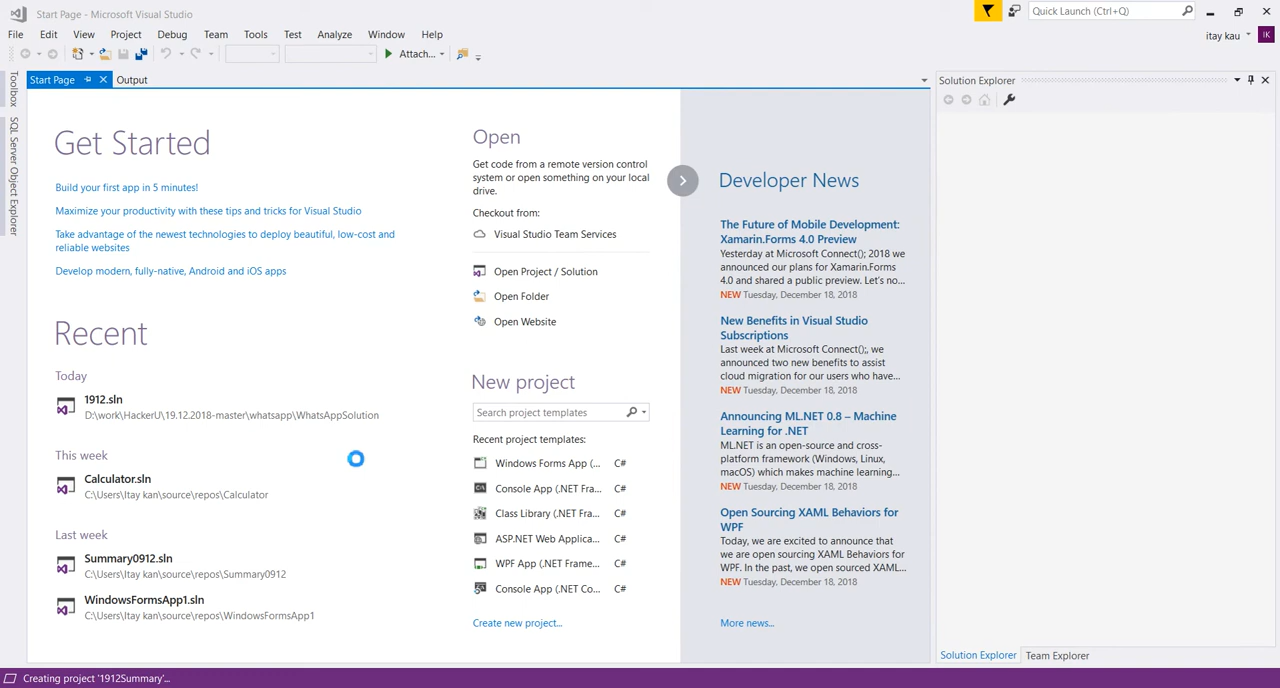 Start Page - Microsoft Visual Studio
Quick Launch (Ctrl+Q)
File Edit View Project Debug Team Tools Test Analyze Window Help
itay kau IK
Attach...
Start Page Output
Solution Explorer
Toolbox
SQL Server Object Explorer
Get Started
Build your first app in 5 minutes!
Maximize your productivity with these tips and tricks for Visual Studio
Take advantage of the newest technologies to deploy beautiful, low-cost and
reliable websites
Develop modern, fully-native, Android and iOS apps
Recent
Today
1912.sln
D:\work\HackerU\19.12.2018-master\whatsapp\WhatsAppSolution
This week
Calculator.sln
C:\Users\Itay kan\source\repos\Calculator
Last week
Summary0912.sln
C:\Users\Itay kan\source\repos\Summary0912
WindowsFormsApp1.sln
C:\Users\Itay kan\source\repos\WindowsFormsApp1
Open
Get code from a remote version control
system or open something on your local
drive.
Checkout from:
Visual Studio Team Services
Open Project / Solution
Open Folder
Open Website
New project
Search project templates
Recent project templates:
Windows Forms App (... C#
Console App (.NET Fra... C#
Class Library (.NET Fra... C#
ASP.NET Web Applica... C#
WPF App (.NET Frame... C#
Console App (.NET Co... C#
Create new project...
Developer News
The Future of Mobile Development:
Xamarin.Forms 4.0 Preview
Yesterday at Microsoft Connect(); 2018 we
announced our plans for Xamarin.Forms
4.0 and shared a public preview. Let's no...
NEW Tuesday, December 18, 2018
New Benefits in Visual Studio
Subscriptions
Last week at Microsoft Connect();, we
announced two new benefits to assist
cloud migration for our users who have...
NEW Tuesday, December 18, 2018
Announcing ML.NET 0.8 – Machine
Learning for .NET
ML.NET is an open-source and cross-
platform framework (Windows, Linux,
macOS) which makes machine learning...
NEW Tuesday, December 18, 2018
Open Sourcing XAML Behaviors for
WPF
Today, we are excited to announce that
we are open sourcing XAML Behaviors for
WPF. In the past, we open sourced XAML...
NEW Tuesday, December 18, 2018
More news...
Solution Explorer Team Explorer
Creating project '1912Summary'...